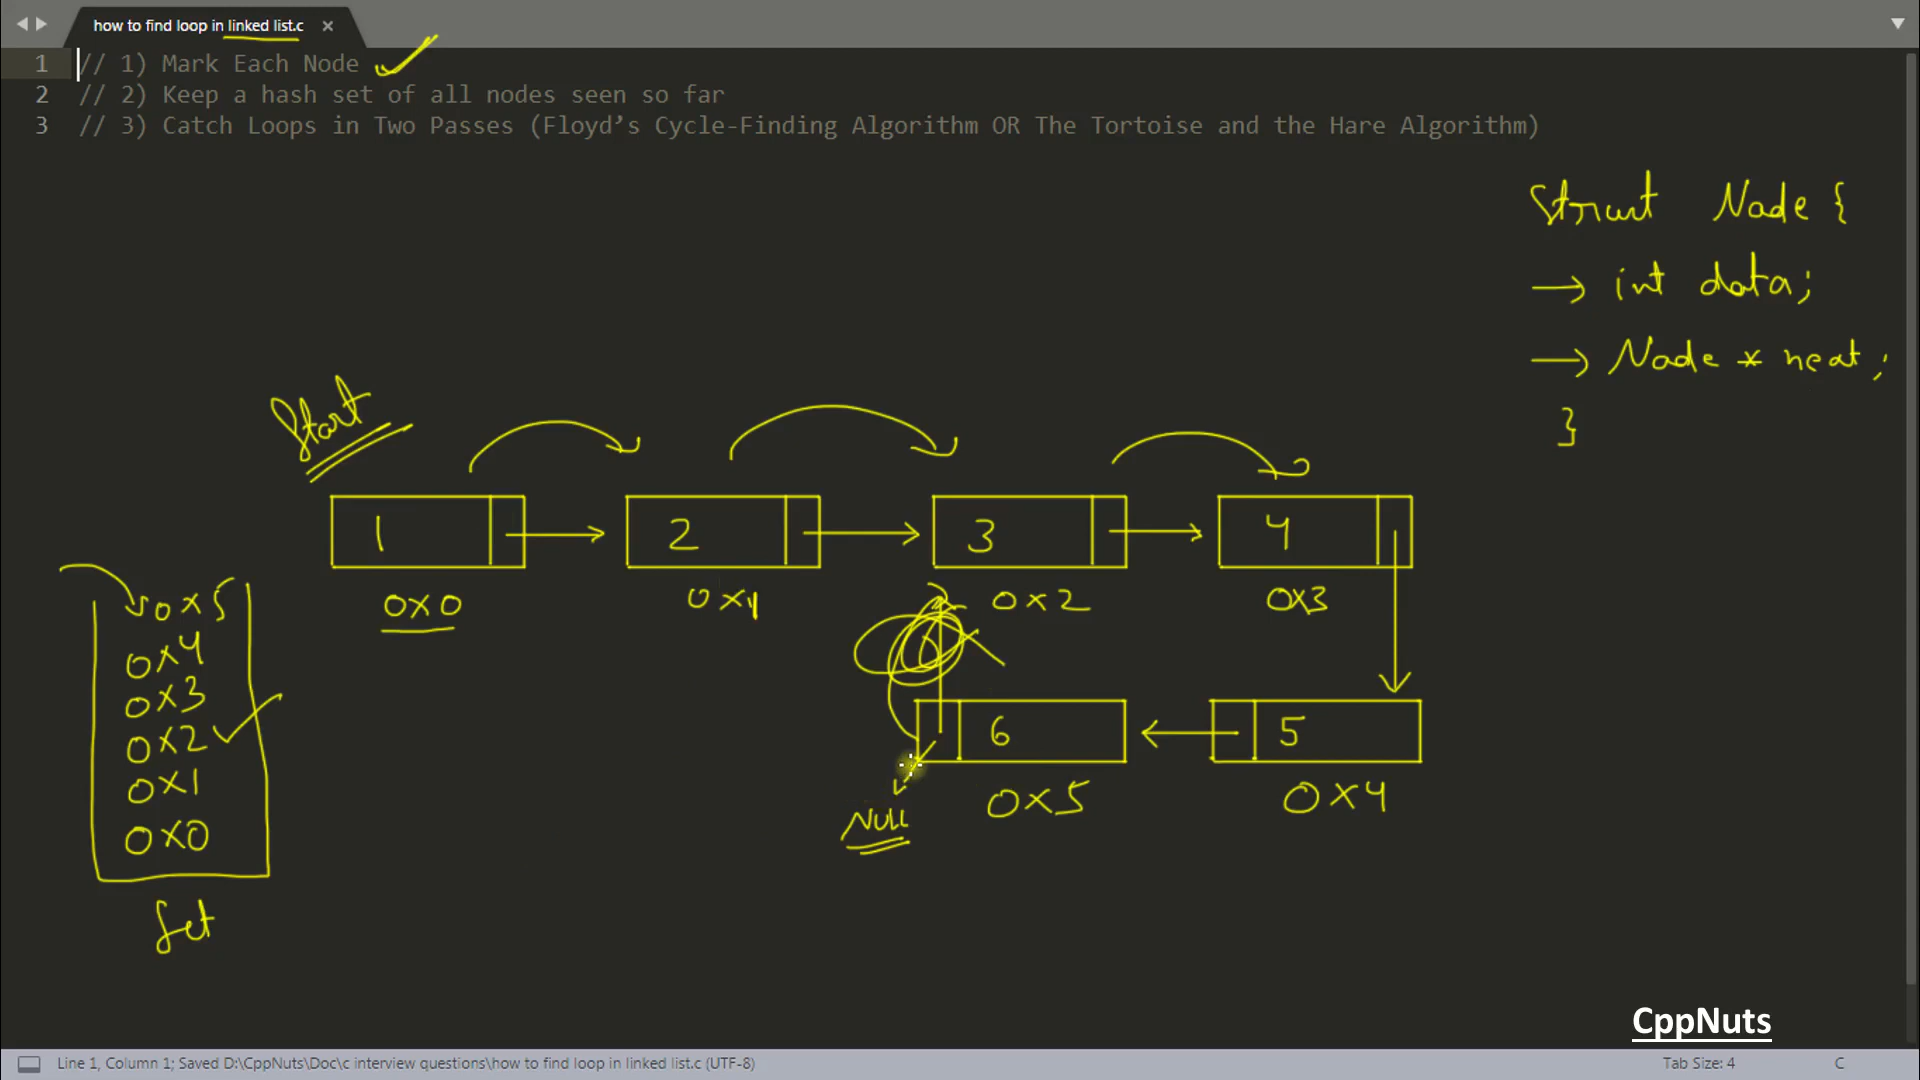 how to find loop in linked list.c ×
1 // 1) Mark Each Node
2 // 2) Keep a hash set of all nodes seen so far
3 // 3) Catch Loops in Two Passes (Floyd’s Cycle-Finding Algorithm OR The Tortoise and the Hare Algorithm)
Struct Node {
int data;
Node * next;
}
Start
1 2 3 4
0x0 0x1 0x2 0x3
6 5
0x5 0x4
NULL
0x5
0x4
0x3
0x2
0x1
0x0
Set
CppNuts
Line 1, Column 1; Saved D:\CppNuts\Doc\c interview questions\how to find loop in linked list.c (UTF-8) Tab Size: 4 C